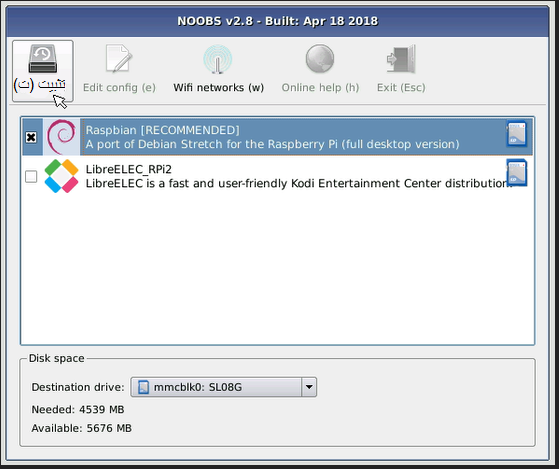 NOOBS v2.8 - Built: Apr 18 2018
تثبيت (ت)
Edit config (e)
Wifi networks (w)
Online help (h)
Exit (Esc)
Raspbian [RECOMMENDED]
A port of Debian Stretch for the Raspberry Pi (full desktop version)
LibreELEC_RPi2
LibreELEC is a fast and user-friendly Kodi Entertainment Center distribution.
Disk space
Destination drive: mmcblk0: SL08G
Needed: 4539 MB
Available: 5676 MB